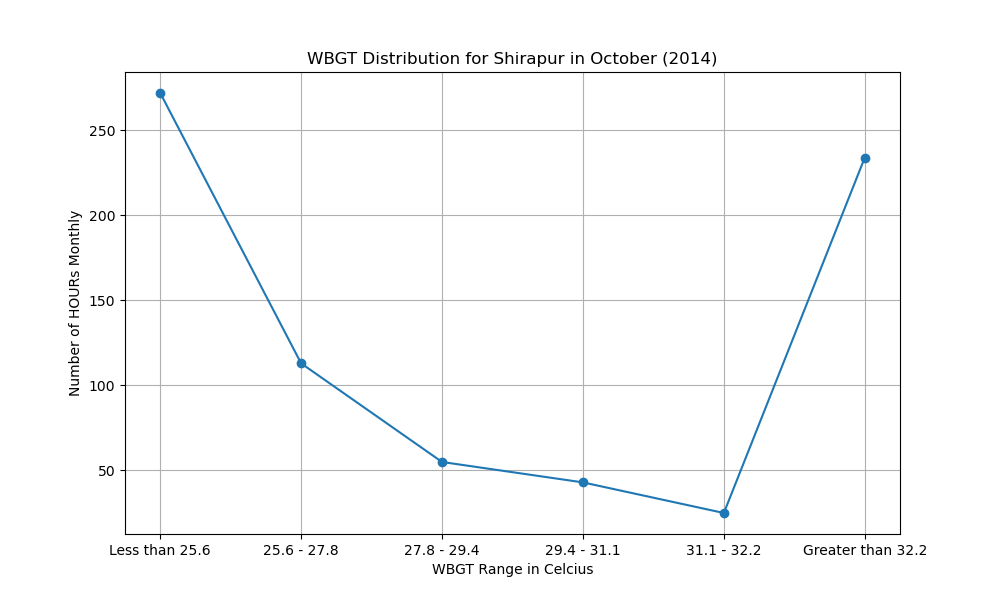 WBGT Distribution for Shirapur in October (2014)
Number of HOURs Monthly
250
200
150
100
50
Less than 25.6
25.6 - 27.8
27.8 - 29.4
29.4 - 31.1
31.1 - 32.2
Greater than 32.2
WBGT Range in Celcius